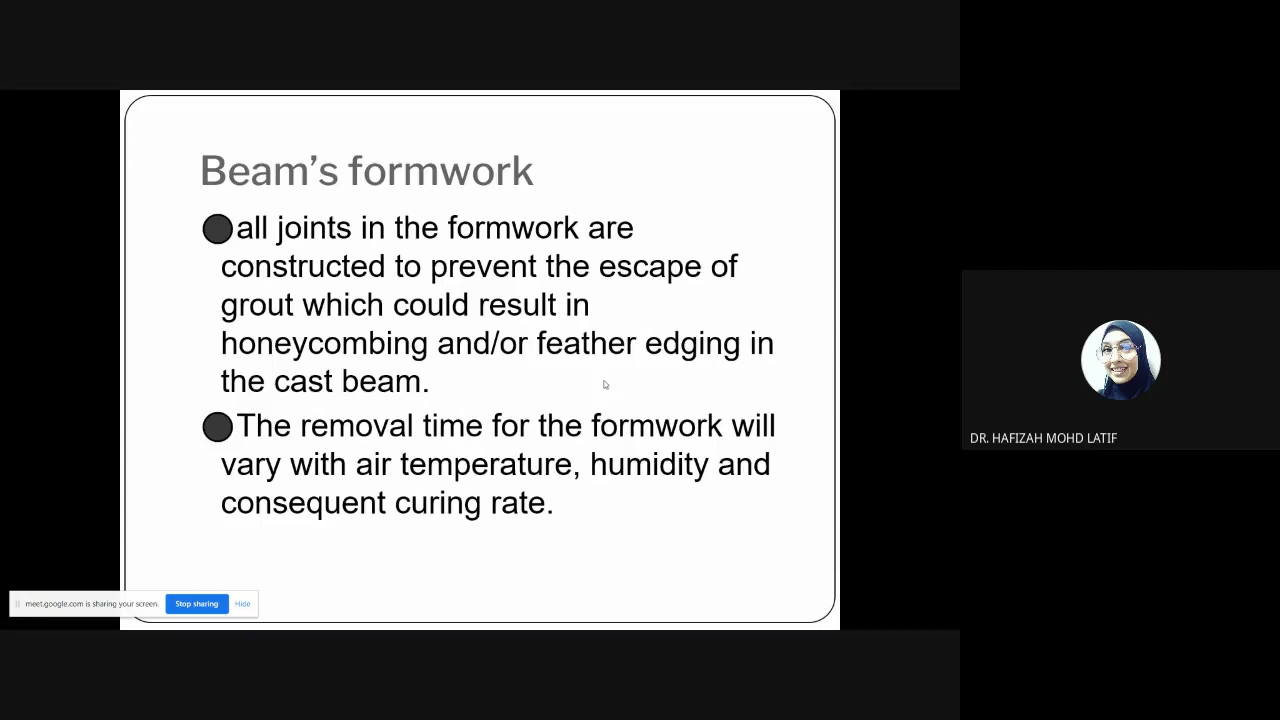 Beam's formwork
all joints in the formwork are
constructed to prevent the escape of
grout which could result in
honeycombing and/or feather edging in
the cast beam.
The removal time for the formwork will
vary with air temperature, humidity and
consequent curing rate.
meet.google.com is sharing your screen.
Stop sharing
Hide
DR. HAFIZAH MOHD LATIF